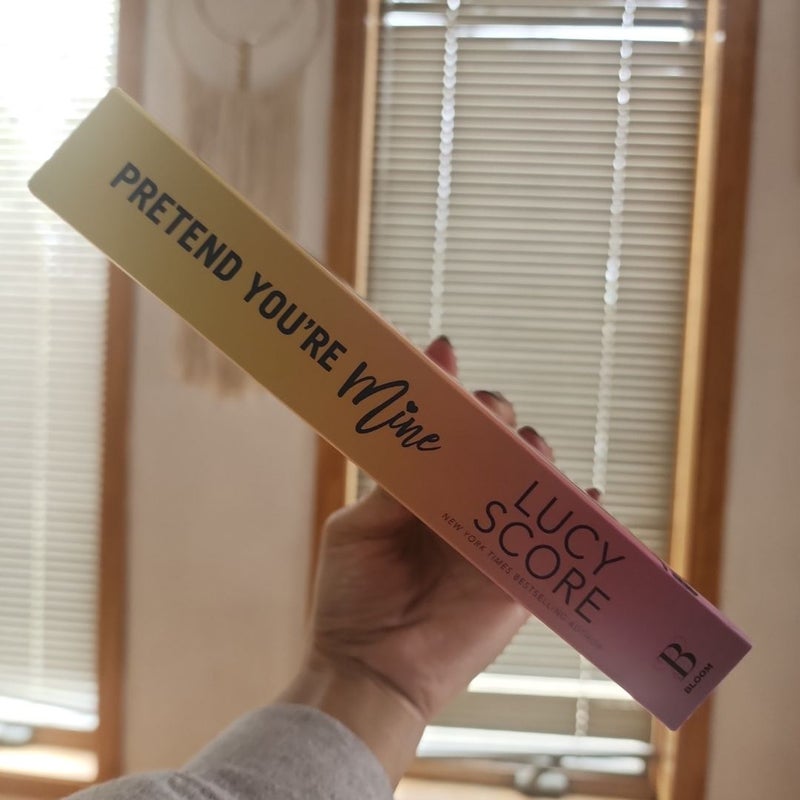 PRETEND YOU'RE Mine
LUCY
SCORE
NEW YORK TIMES BESTSELLING AUTHOR
B
BLOOM